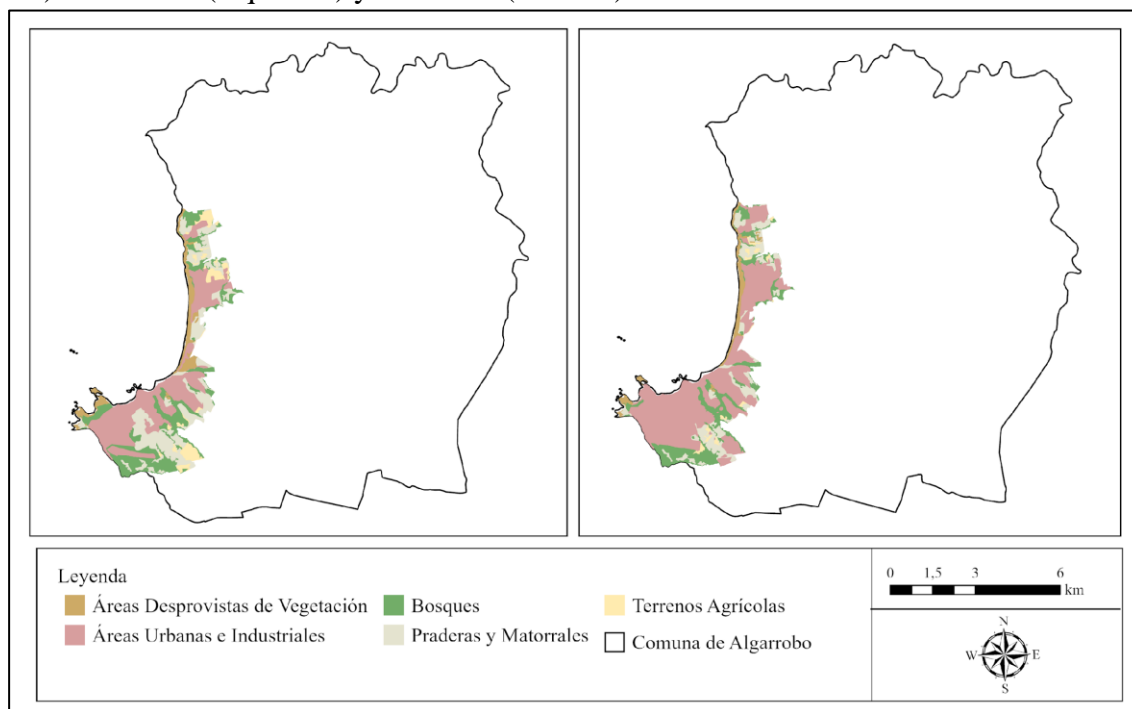 Leyenda
Áreas Desprovistas de Vegetación
Áreas Urbanas e Industriales
Bosques
Praderas y Matorrales
Terrenos Agrícolas
Comuna de Algarrobo
0 1,5 3 6
km
N
W E
S